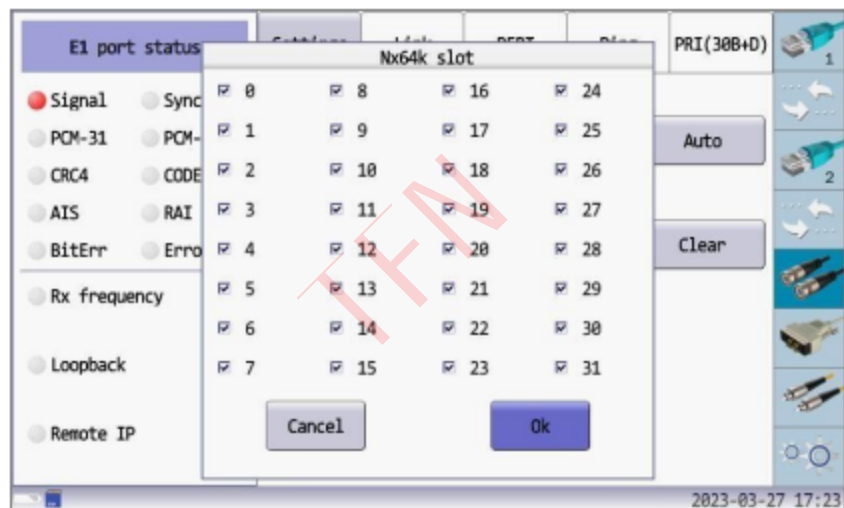 E1 port status
PRI(30B+D)
Nx64k slot
Signal
Sync
PCM-31
PCM-
CRC4
CODE
AIS
RAI
BitErr
Erro
Rx frequency
Loopback
Remote IP
0 8 16 24
1 9 17 25
2 10 18 26
3 11 19 27
4 12 20 28
5 13 21 29
6 14 22 30
7 15 23 31
Cancel
Ok
Auto
Clear
1
2
TFN
2023-03-27 17:23